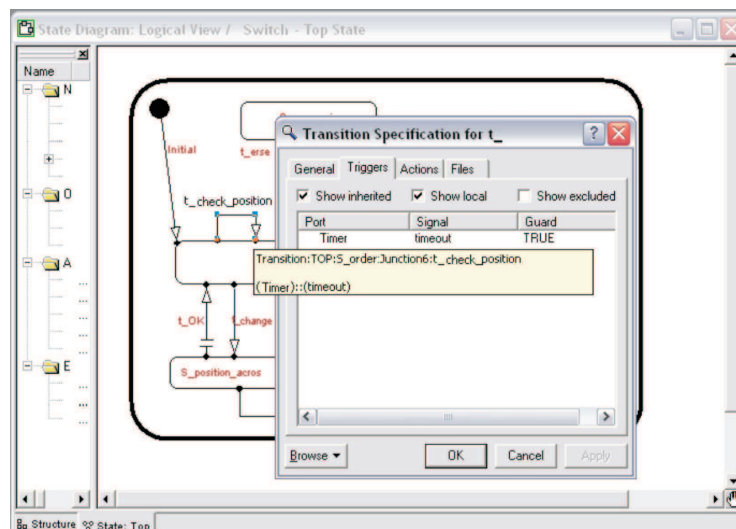 State Diagram: Logical View / Switch - Top State
Name
N
O
A
...
...
...
E
...
...
...
Initial
t_erse
t_check_position
t_OK
t_change
S_position_acros
Transition Specification for t_
General Triggers Actions Files
Show inherited Show local Show excluded
Port Signal Guard
Timer timeout TRUE
Transition:TOP:S_order:Junction6:t_check_position
(Timer)::(timeout)
Browse OK Cancel Apply
Structure State: Top